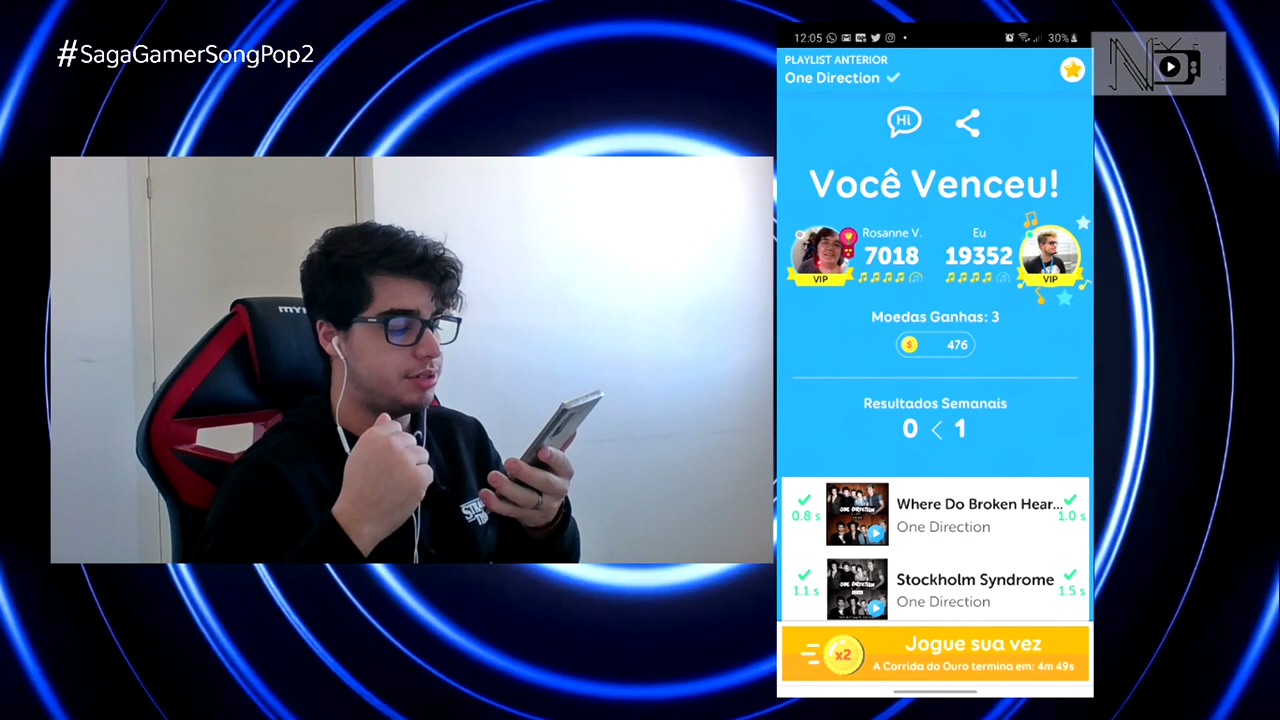 #SagaGamerSongPop2
12:05
30%
PLAYLIST ANTERIOR
One Direction
Hi
Você Venceu!
Rosanne V.
7018
Eu
19352
VIP
VIP
Moedas Ganhas: 3
476
Resultados Semanais
0 < 1
Where Do Broken Hear...
One Direction
0.8 s
1.0 s
Stockholm Syndrome
One Direction
1.1 s
1.5 s
x2
Jogue sua vez
A Corrida do Ouro termina em: 4m 49s